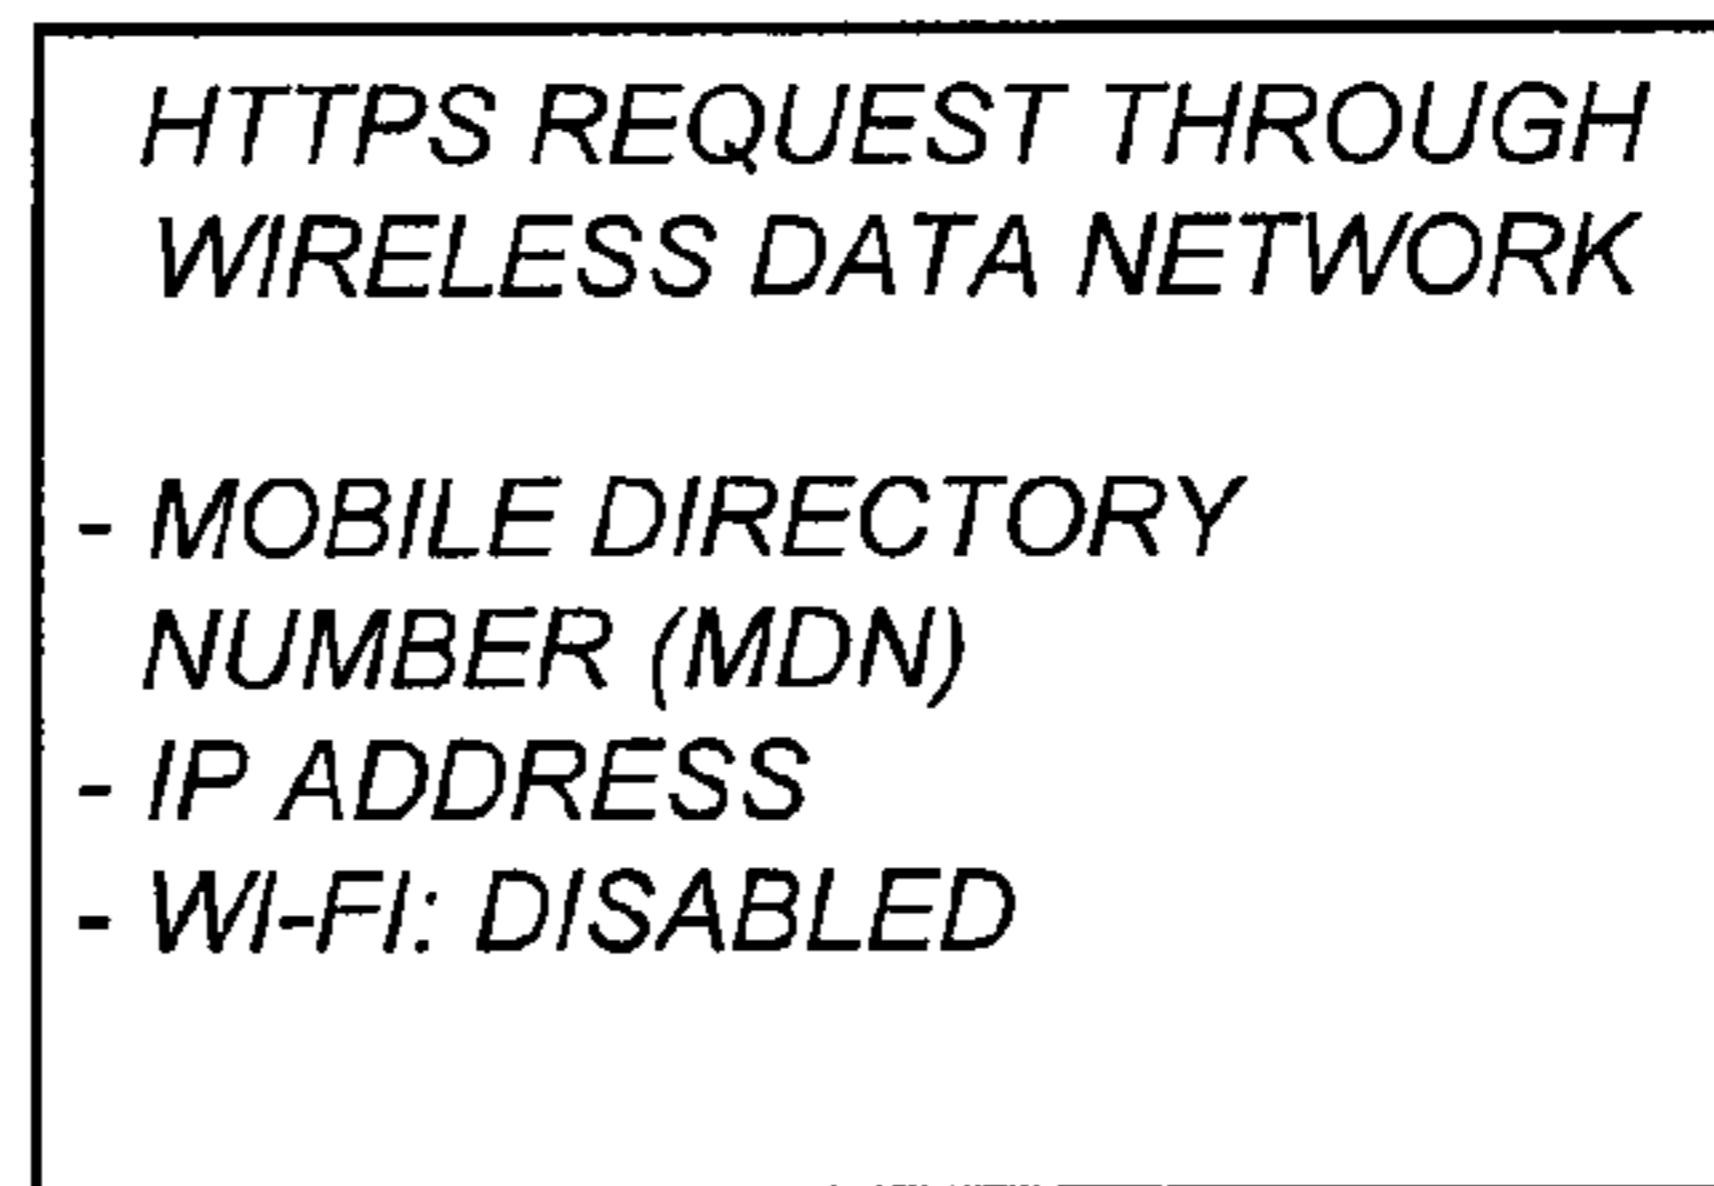 HTTPS REQUEST THROUGH
WIRELESS DATA NETWORK
- MOBILE DIRECTORY
NUMBER (MDN)
- IP ADDRESS
- WI-FI: DISABLED